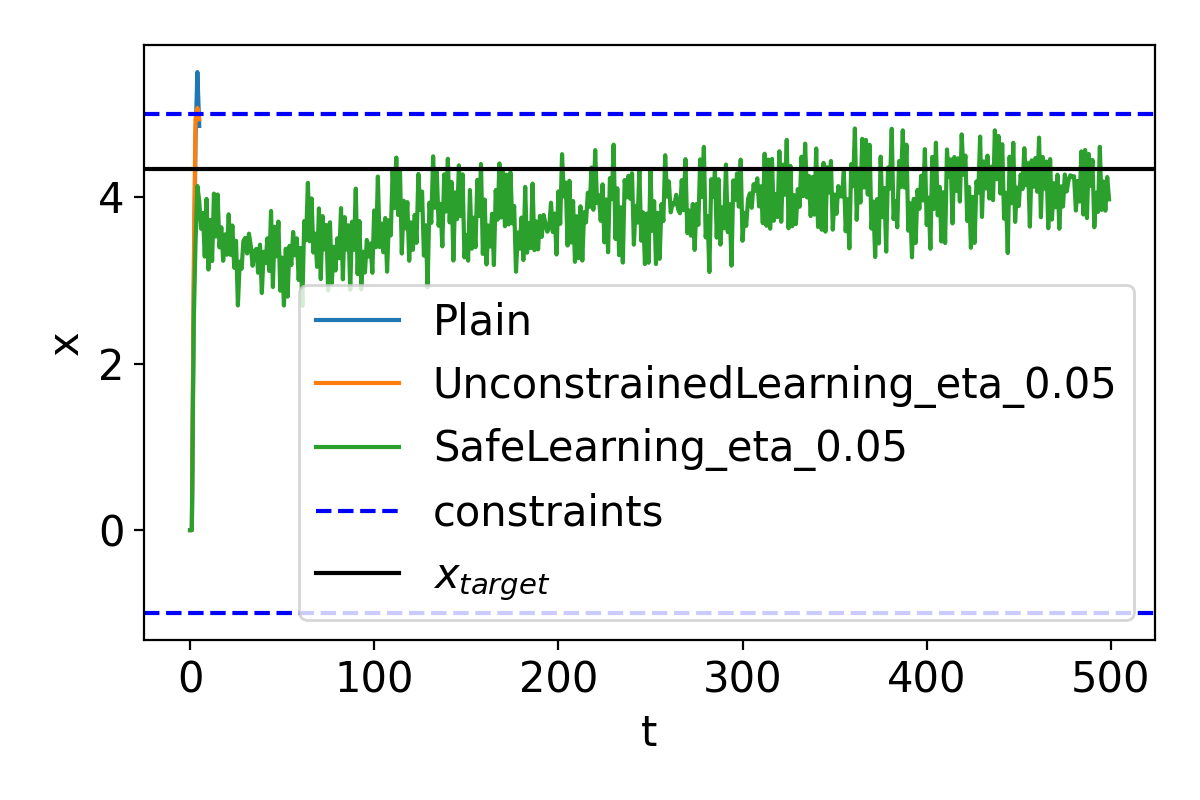 x
4
2
0
Plain
UnconstrainedLearning_eta_0.05
SafeLearning_eta_0.05
constraints
x_target
0 100 200 300 400 500
t